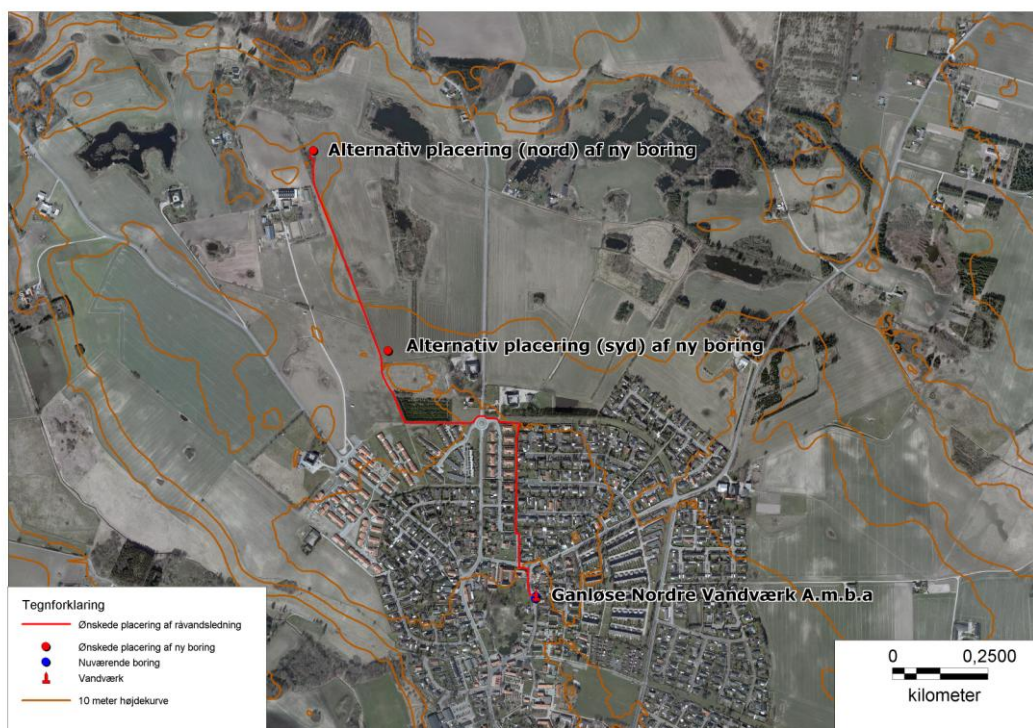 Alternativ placering (nord) af ny boring
Alternativ placering (syd) af ny boring
Ganløse Nordre Vandværk A.m.b.a
Tegnforklaring
Ønskede placering af råvandsledning
Ønskede placering af ny boring
Nuværende boring
Vandværk
10 meter højdekurve
0 0,2500
kilometer